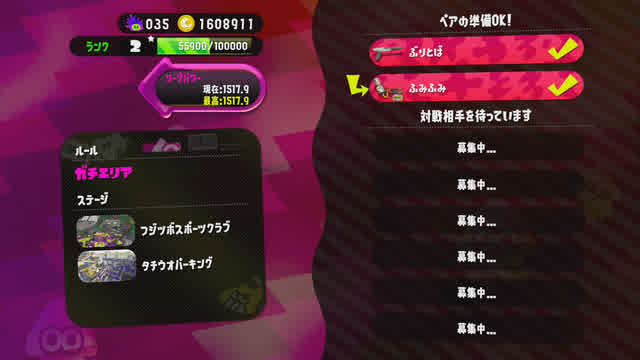 035 1608911
ランク 2 55900/100000
リーグパワー
現在:1517.9
最高:1517.9
ルール
ガチエリア
ステージ
フジツボスポーツクラブ
タチウオパーキング
ペアの準備OK!
ぷりとば
ふみふみ
対戦相手を待っています
募集中...
募集中...
募集中...
募集中...
募集中...
募集中...